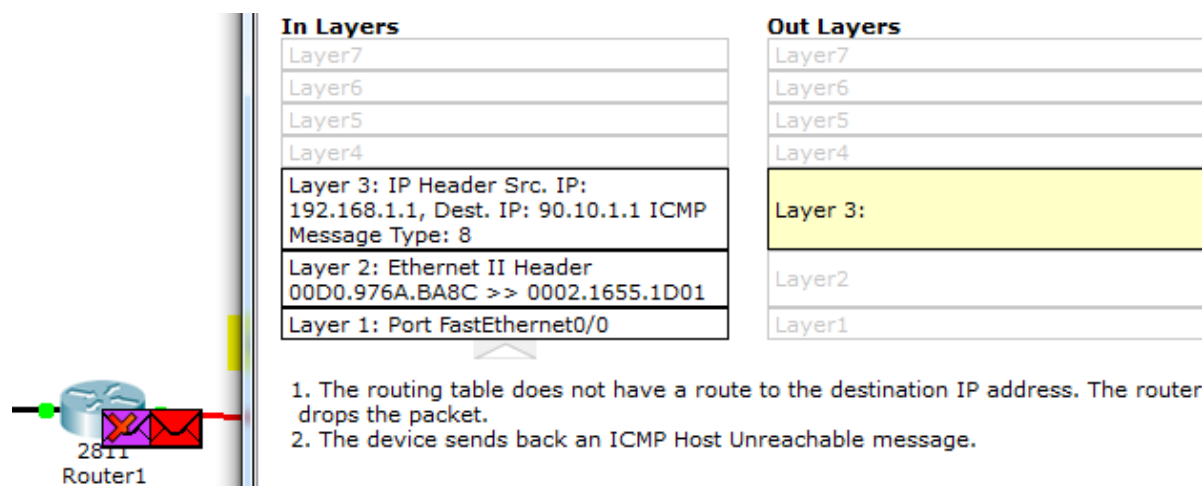 In Layers
Layer7
Layer6
Layer5
Layer4
Layer 3: IP Header Src. IP:
192.168.1.1, Dest. IP: 90.10.1.1 ICMP
Message Type: 8
Layer 2: Ethernet II Header
00D0.976A.BA8C >> 0002.1655.1D01
Layer 1: Port FastEthernet0/0
Out Layers
Layer7
Layer6
Layer5
Layer4
Layer 3:
Layer2
Layer1
1. The routing table does not have a route to the destination IP address. The router
drops the packet.
2. The device sends back an ICMP Host Unreachable message.
2811
Router1